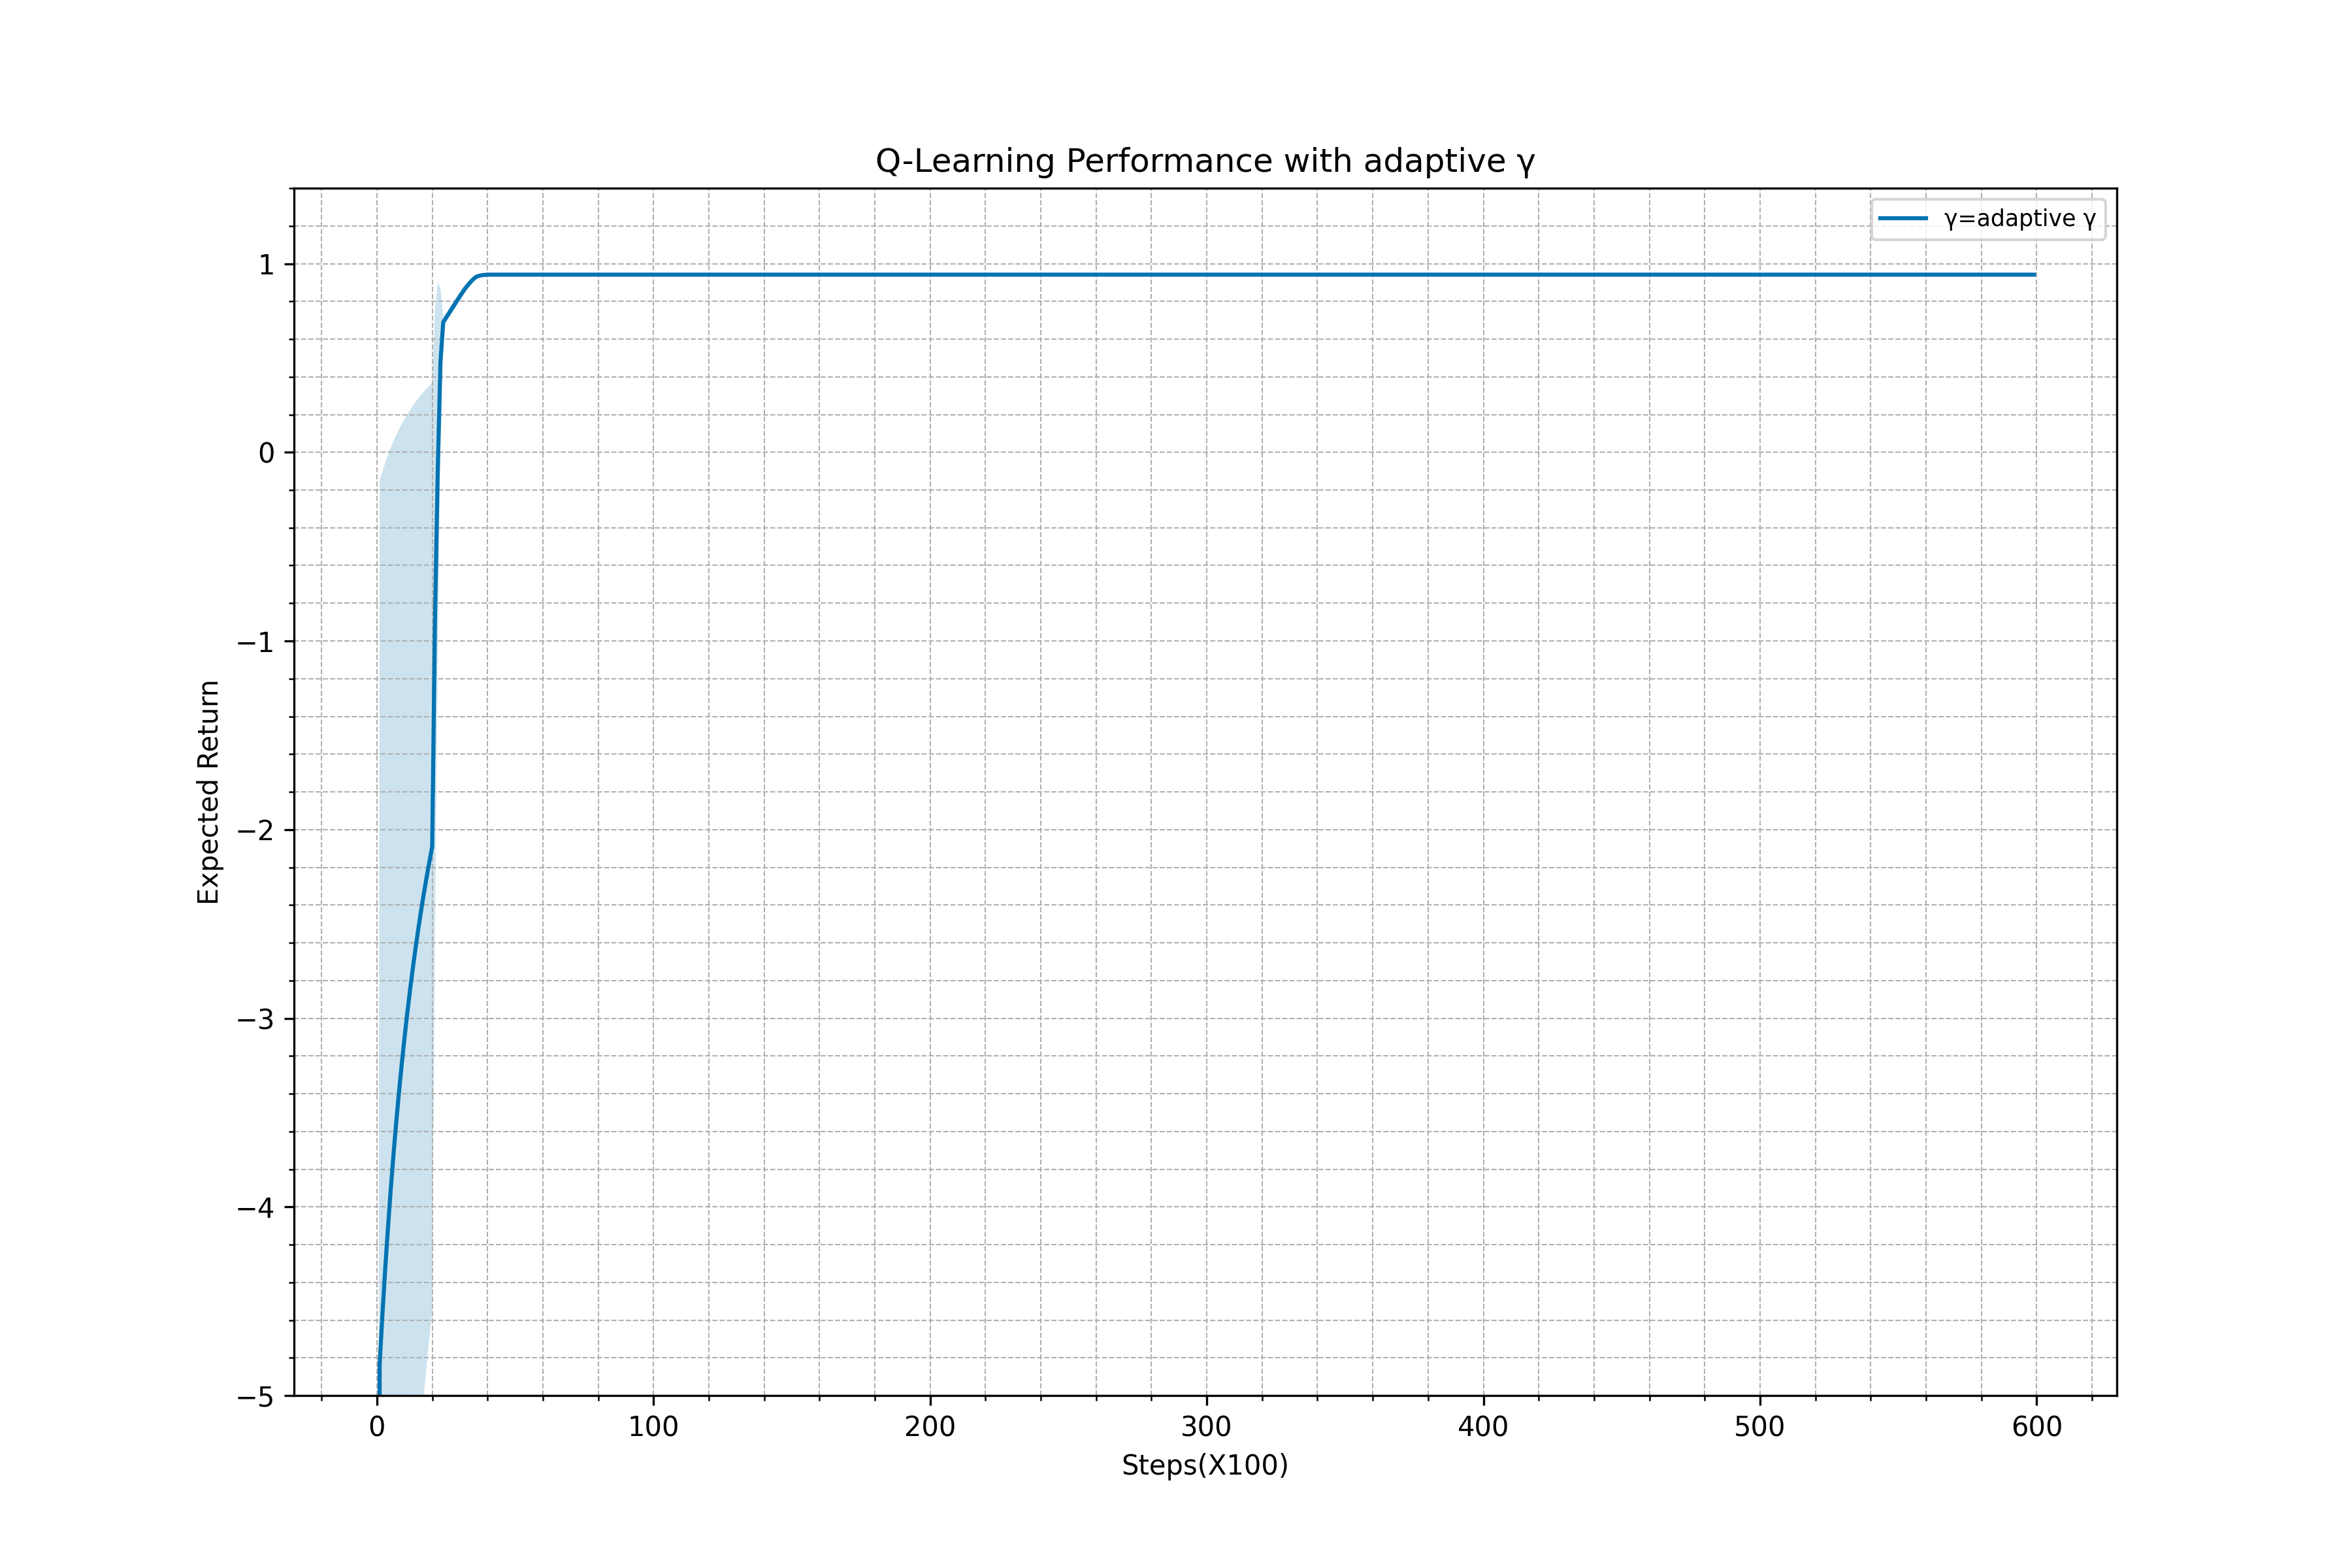 Q-Learning Performance with adaptive γ
γ=adaptive γ
1
0
−1
−2
−3
−4
−5
Expected Return
0 100 200 300 400 500 600
Steps(X100)